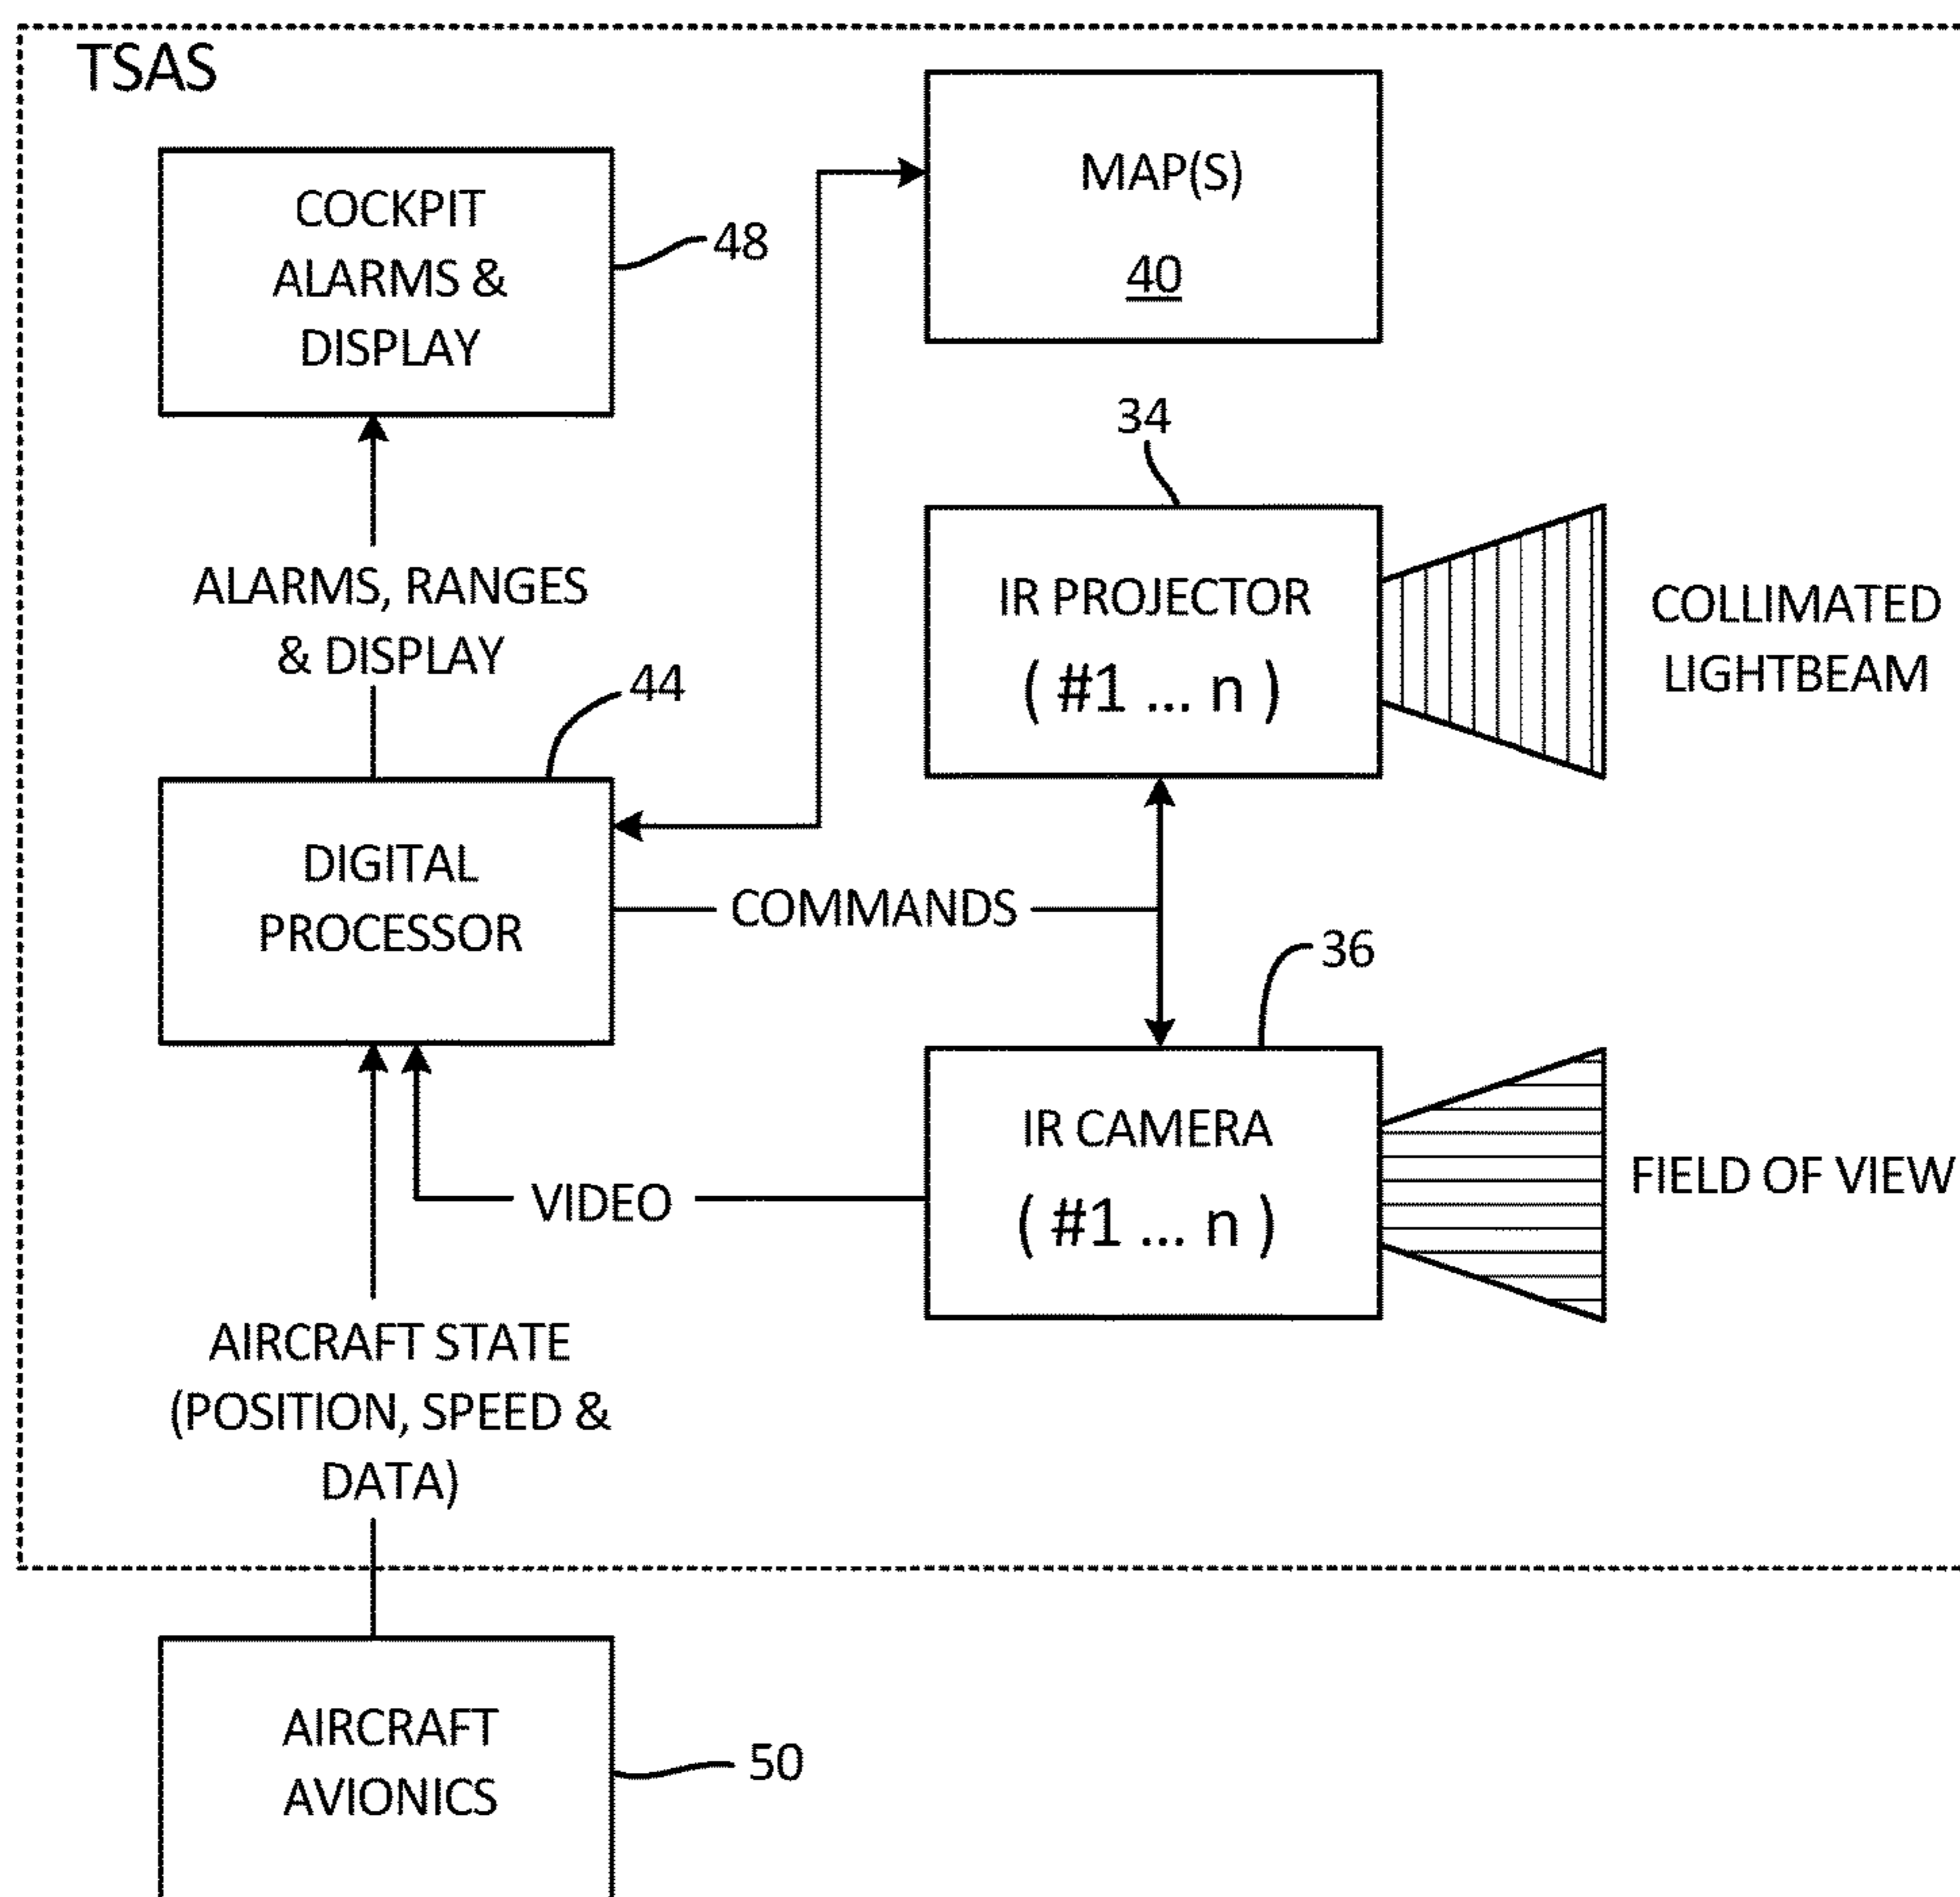 TSAS
COCKPIT
ALARMS &
DISPLAY
48
MAP(S)
40
34
ALARMS, RANGES
& DISPLAY
IR PROJECTOR
( #1 ... n )
COLLIMATED
LIGHTBEAM
44
DIGITAL
PROCESSOR
COMMANDS
36
IR CAMERA
( #1 ... n )
FIELD OF VIEW
VIDEO
AIRCRAFT STATE
(POSITION, SPEED &
DATA)
AIRCRAFT
AVIONICS
50